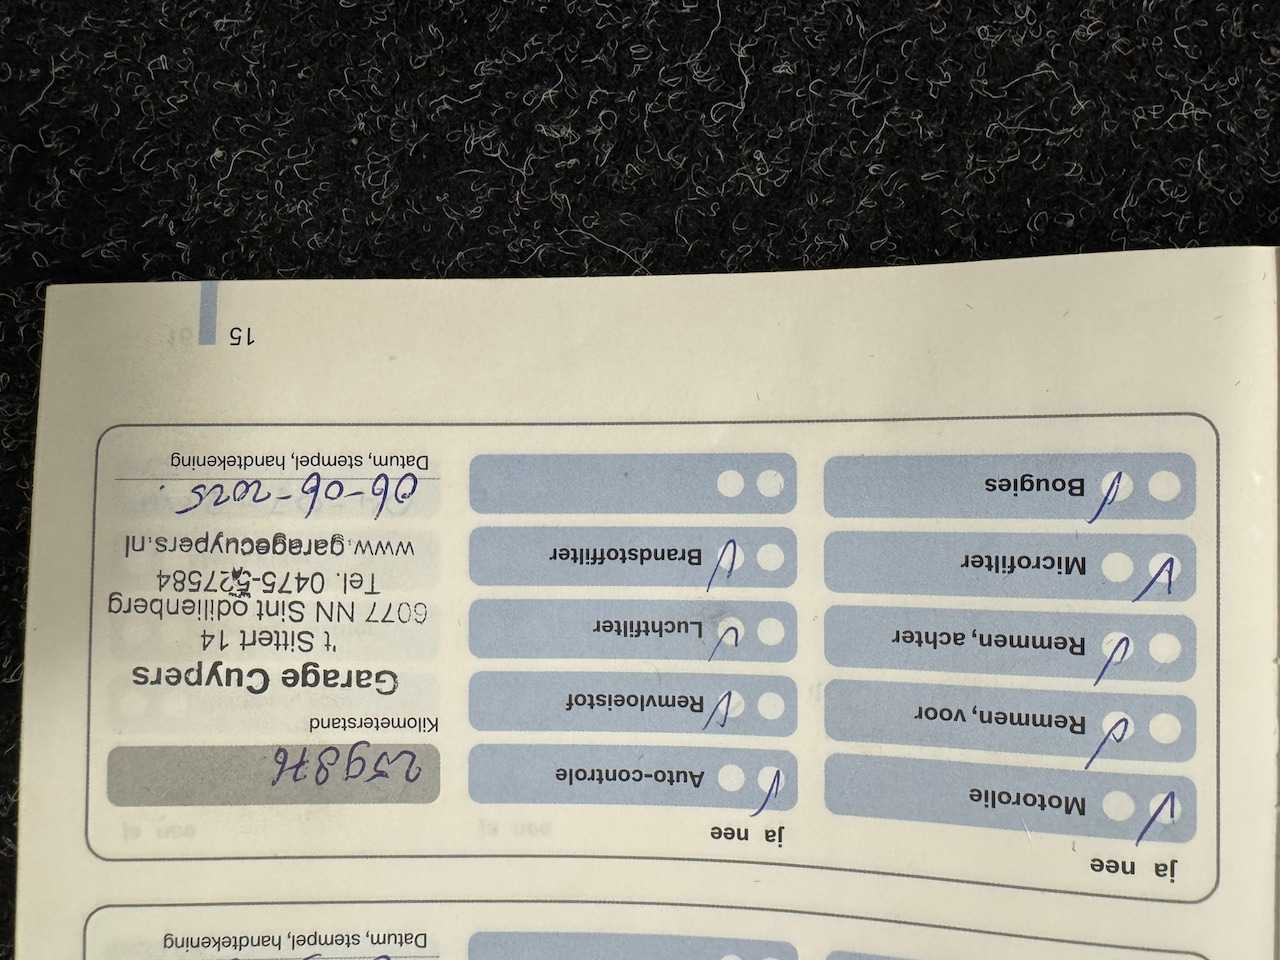 ja nee
Motorolie
Remmen, voor
Remmen, achter
Microfilter
Bougies
ja nee
Auto-controle
Remvloeistof
Luchtfilter
Brandstoffilter
259876
Kilometerstand
Garage Cuypers
't Sittert 14
6077 NN Sint odilienberg
Tel. 0475-527584
www.garagecuypers.nl
06-06-2025
Datum, stempel, handtekening
15
Datum, stempel, handtekening